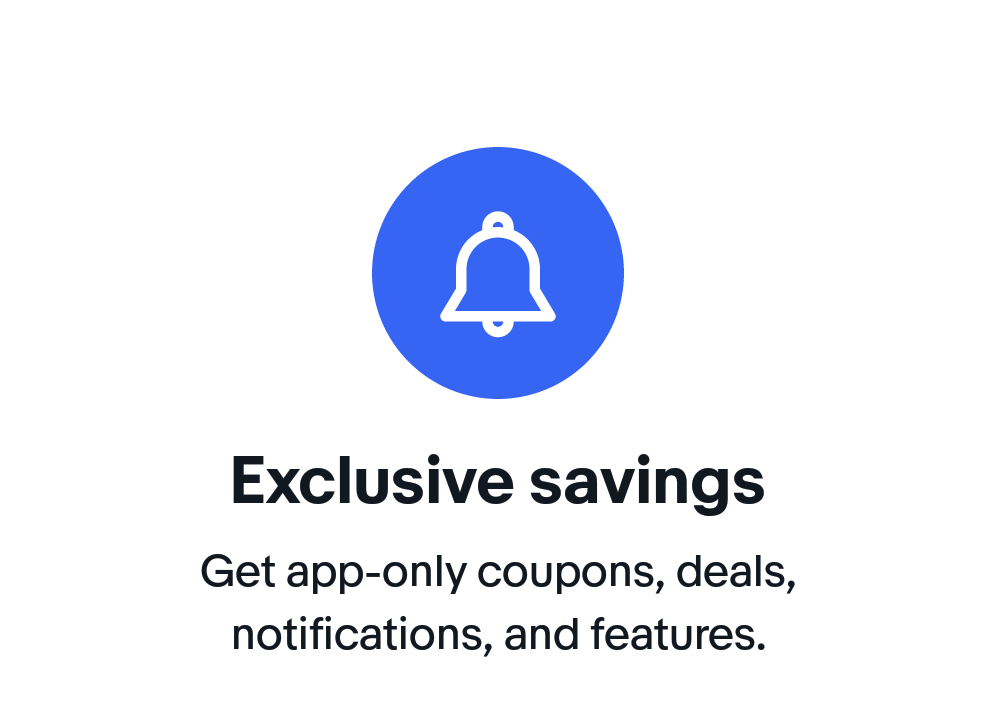 Exclusive savings
Get app-only coupons, deals,
notifications, and features.